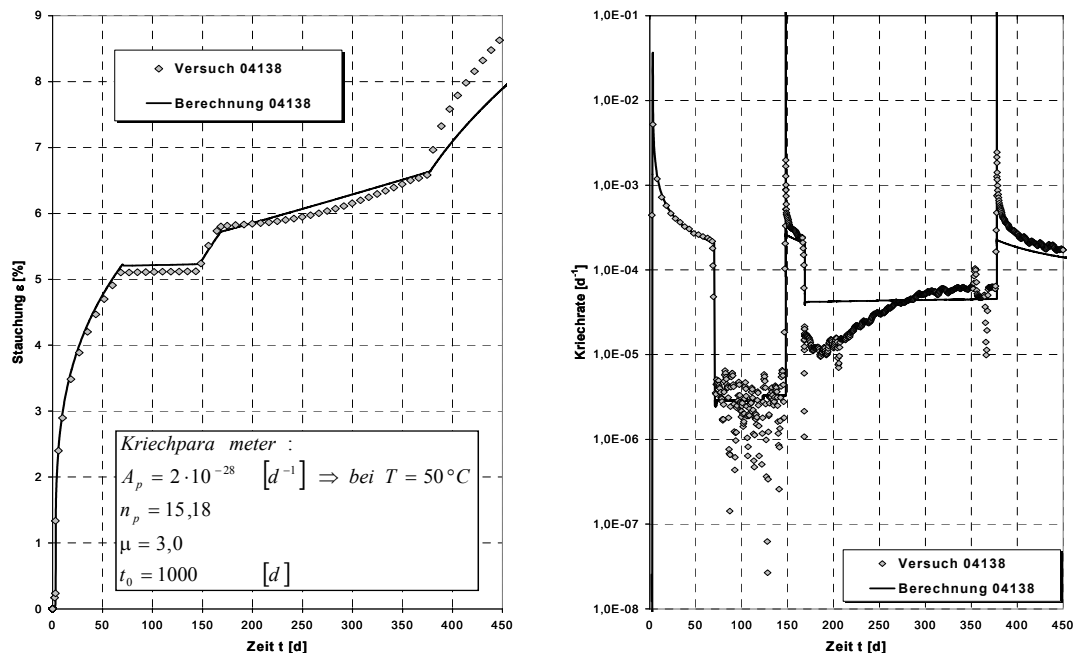 9
8
7
6
5
4
3
2
1
0
Stauchung ε [%]
Versuch 04138
Berechnung 04138
Kriechpara meter :
A_p = 2·10^-28 [d^-1] ⇒ bei T = 50°C
n_p = 15,18
μ = 3,0
t_0 = 1000 [d]
0 50 100 150 200 250 300 350 400 450
Zeit t [d]
1,0E-01
1,0E-02
1,0E-03
1,0E-04
1,0E-05
1,0E-06
1,0E-07
1,0E-08
Kriechrate [d^-1]
Versuch 04138
Berechnung 04138
0 50 100 150 200 250 300 350 400 450
Zeit t [d]